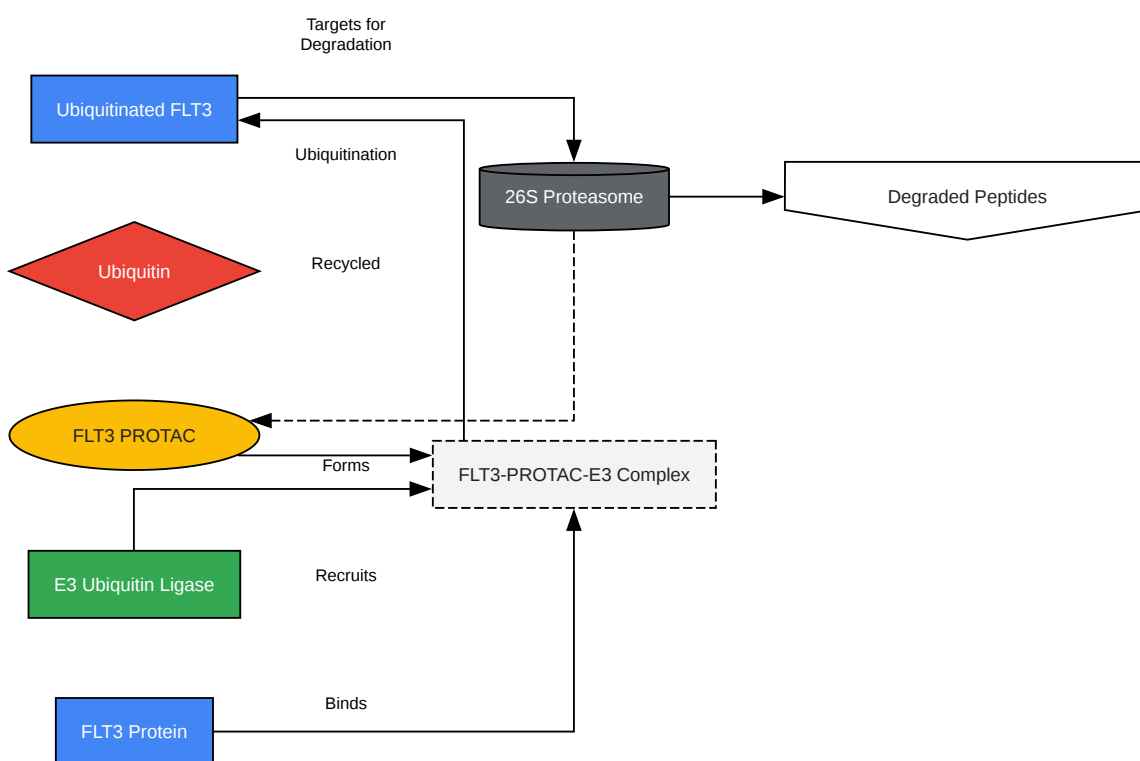 Targets for
Degradation
Ubiquitinated FLT3
Ubiquitination
26S Proteasome
Degraded Peptides
Ubiquitin
Recycled
FLT3 PROTAC
Forms
FLT3-PROTAC-E3 Complex
E3 Ubiquitin Ligase
Recruits
Binds
FLT3 Protein